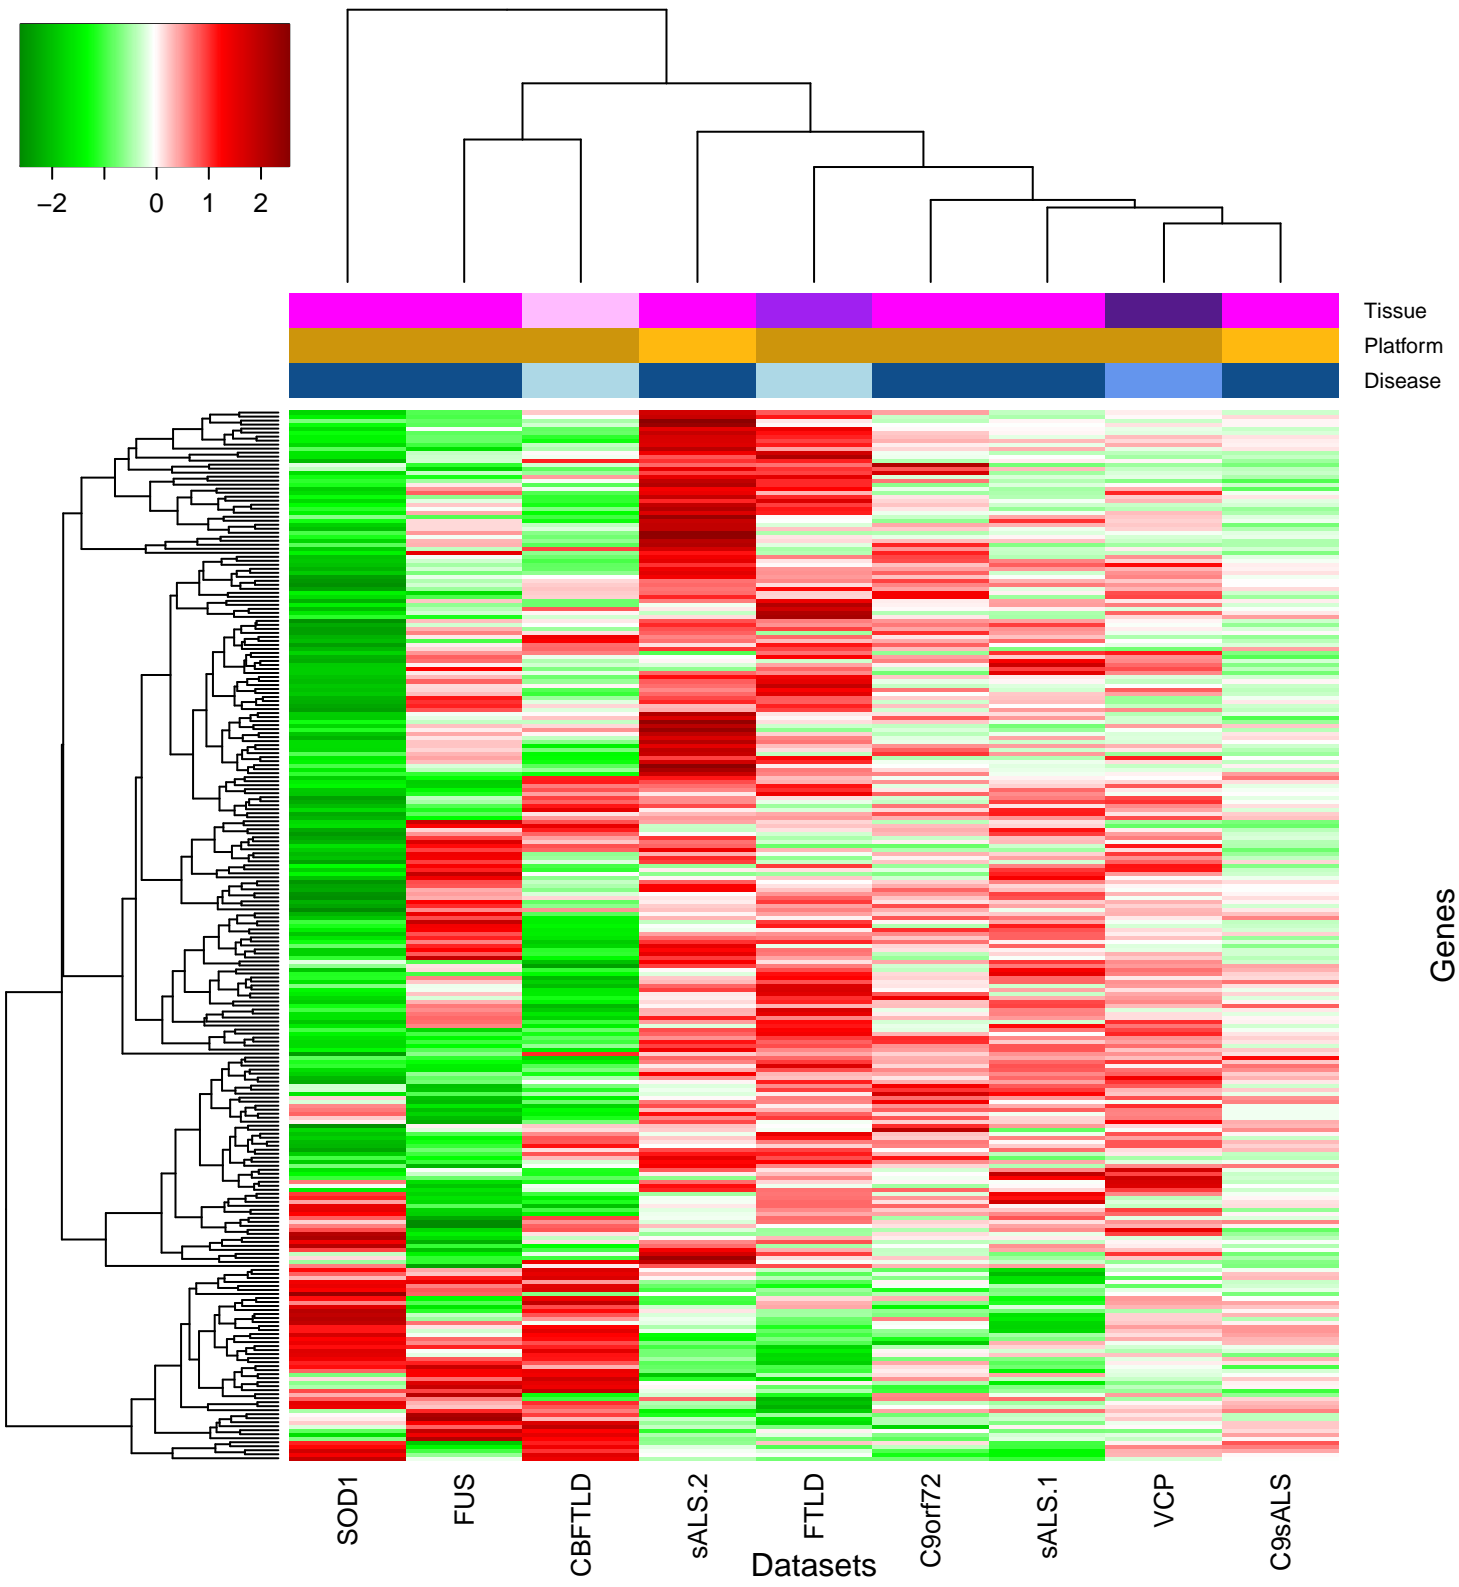 −2 0 1 2
Tissue
Platform
Disease
Genes
SOD1
FUS
CBFTLD
sALS.2
FTLD
C9orf72
sALS.1
VCP
C9sALS
Datasets